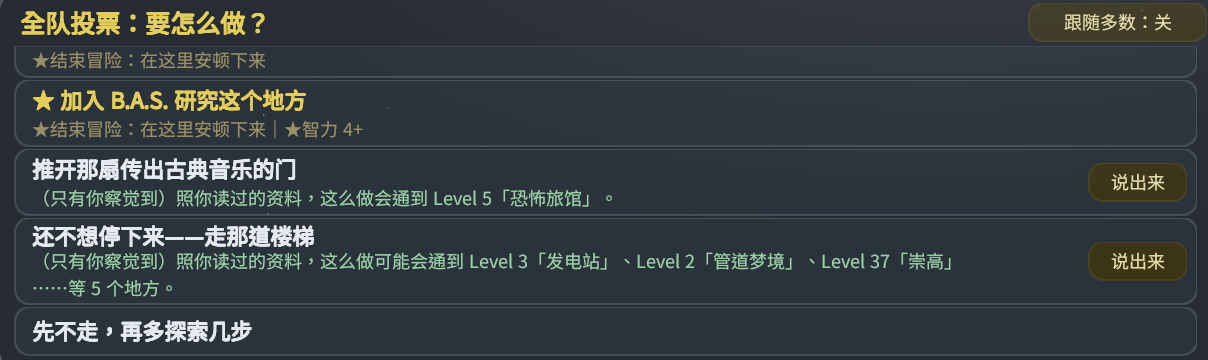 全队投票：要怎么做？
跟随多数：关
★结束冒险：在这里安顿下来
★ 加入 B.A.S. 研究这个地方
★结束冒险：在这里安顿下来｜★智力 4+
推开那扇传出古典音乐的门
（只有你察觉到）照你读过的资料，这么做会通到 Level 5「恐怖旅馆」。
说出来
还不想停下来——走那道楼梯
（只有你察觉到）照你读过的资料，这么做可能会通到 Level 3「发电站」、Level 2「管道梦境」、Level 37「崇高」
……等 5 个地方。
说出来
先不走，再多探索几步